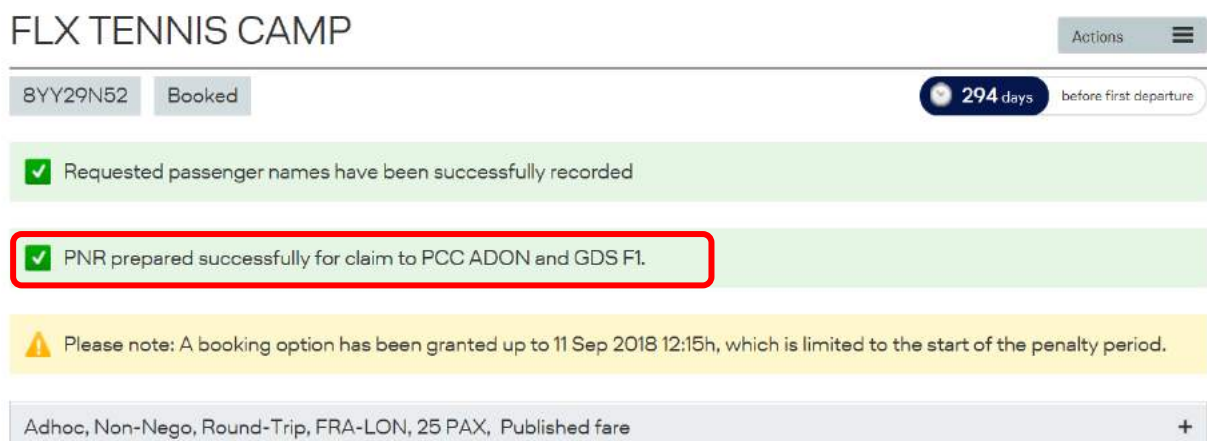 FLX TENNIS CAMP
Actions
8YY29N52 Booked 294 days before first departure
Requested passenger names have been successfully recorded
PNR prepared successfully for claim to PCC ADON and GDS F1.
Please note: A booking option has been granted up to 11 Sep 2018 12:15h, which is limited to the start of the penalty period.
Adhoc, Non-Nego, Round-Trip, FRA-LON, 25 PAX, Published fare +